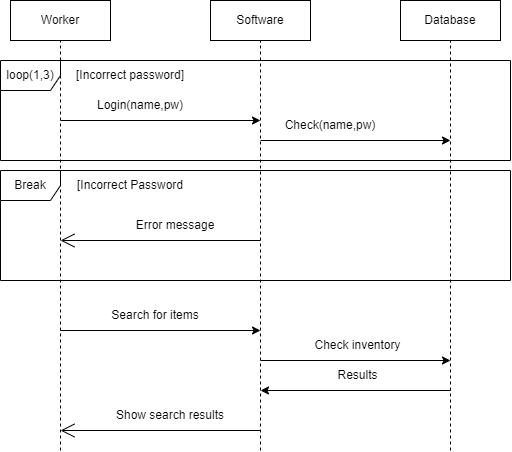 Worker
Software
Database
loop(1,3)
[Incorrect password]
Login(name,pw)
Check(name,pw)
Break
[Incorrect Password
Error message
Search for items
Check inventory
Results
Show search results